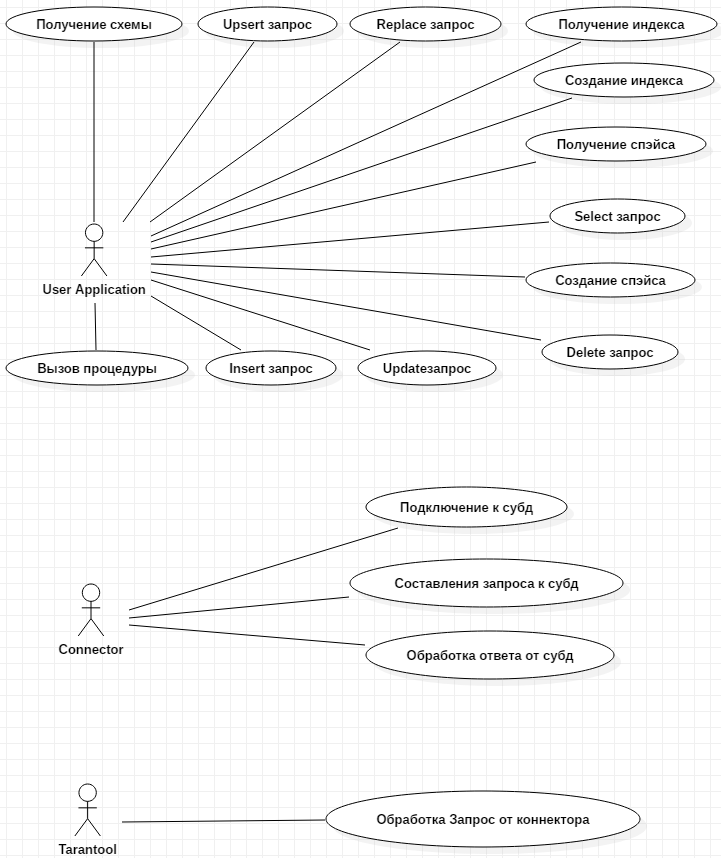 Получение схемы
Upsert запрос
Replace запрос
Получение индекса
Создание индекса
Получение спэйса
Select запрос
User Application
Создание спэйса
Delete запрос
Вызов процедуры
Insert запрос
Updateзапрос
Подключение к субд
Составления запроса к субд
Connector
Обработка ответа от субд
Обработка Запрос от коннектора
Tarantool